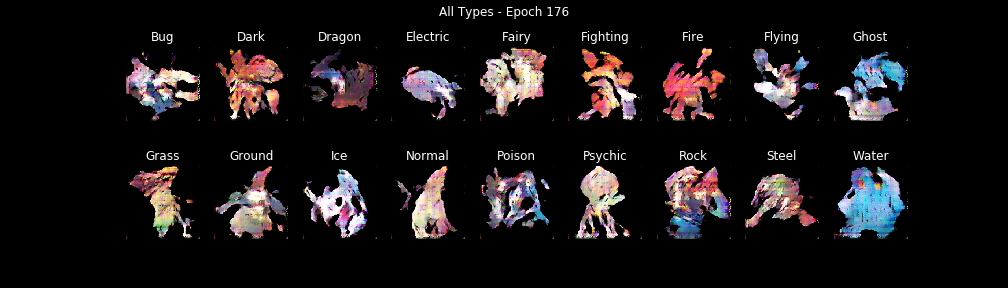 All Types - Epoch 176
Bug Dark Dragon Electric Fairy Fighting Fire Flying Ghost
Grass Ground Ice Normal Poison Psychic Rock Steel Water